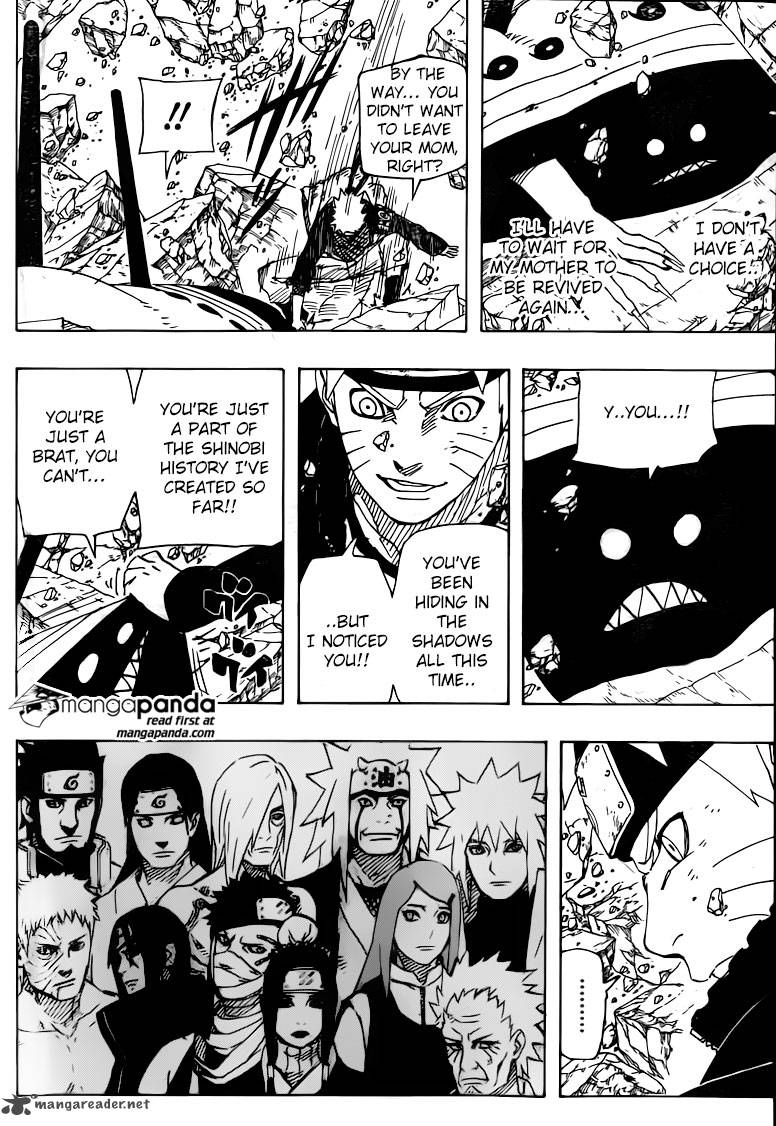 I DON'T
HAVE A
CHOICE..
I'LL HAVE
TO WAIT FOR
MY MOTHER TO
BE REVIVED
AGAIN...
BY THE
WAY... YOU
DIDN'T WANT
TO LEAVE
YOUR MOM,
RIGHT?
!!
Y..YOU...!!
YOU'VE
BEEN
HIDING IN
THE
SHADOWS
ALL THIS
TIME..
..BUT
I NOTICED
YOU!!
YOU'RE JUST
A PART
OF THE
SHINOBI
HISTORY I'VE
CREATED SO
FAR!!
YOU'RE
JUST A
BRAT, YOU
CAN'T...
mangapanda
read first at
mangapanda.com
油
mangareader.net